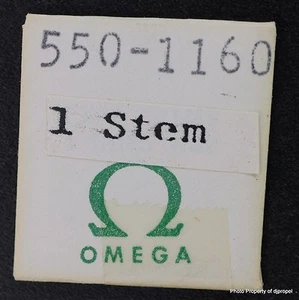 550-1160
1 Stem
Ω
OMEGA
Photo Property of djpropel